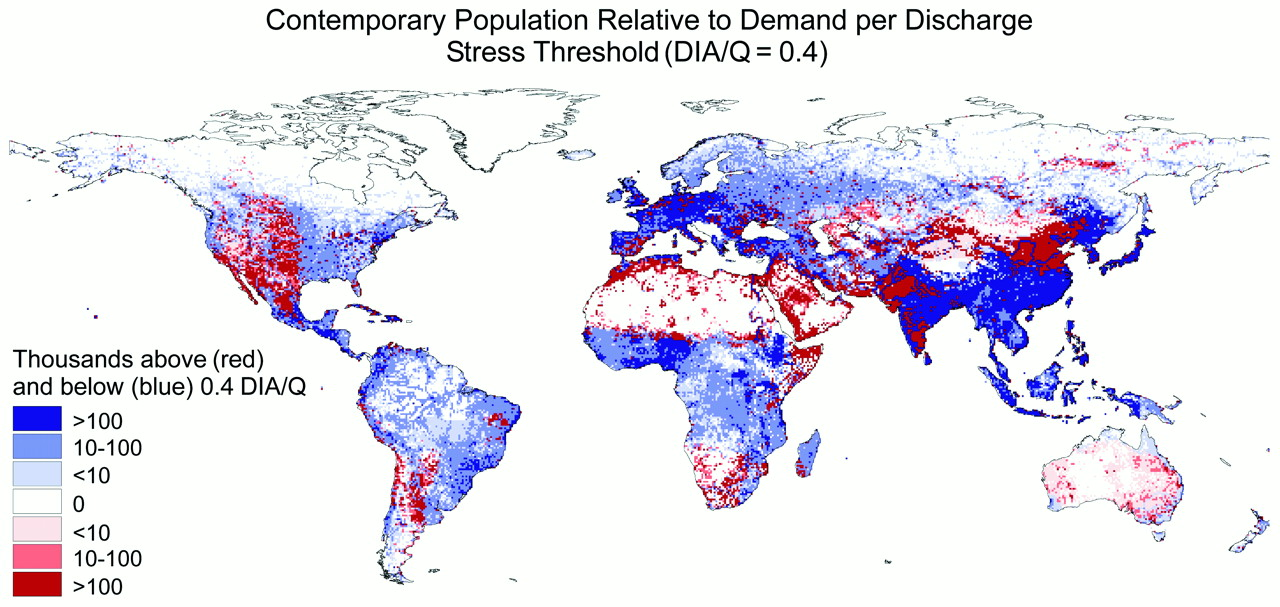 Contemporary Population Relative to Demand per Discharge
Stress Threshold (DIA/Q = 0.4)
Thousands above (red)
and below (blue) 0.4 DIA/Q
>100
10-100
<10
0
<10
10-100
>100